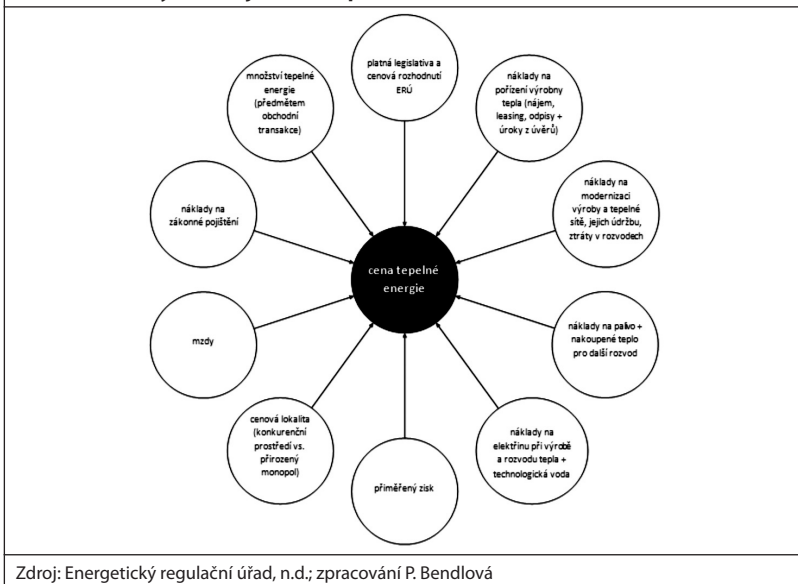 platná legislativa a
cenová rozhodnutí
ERÚ
náklady na
pořízení výrobny
tepla (nájem,
leasing, odpisy +
úroky z úvěrů)
náklady na
modernizaci
výroby a tepelné
sítě, jejich údržbu,
ztráty v rozvodech
náklady na palivo +
nakoupené teplo
pro další rozvod
náklady na
elektřinu při výrobě
a rozvodu tepla +
technologická voda
přiměřený zisk
cenová lokalita
(konkurenční
prostředí vs.
přirozený
monopol)
mzdy
náklady na
zákonné pojištění
množství tepelné
energie
(předmětem
obchodní
transakce)
cena tepelné
energie
Zdroj: Energetický regulační úřad, n.d.; zpracování P. Bendlová